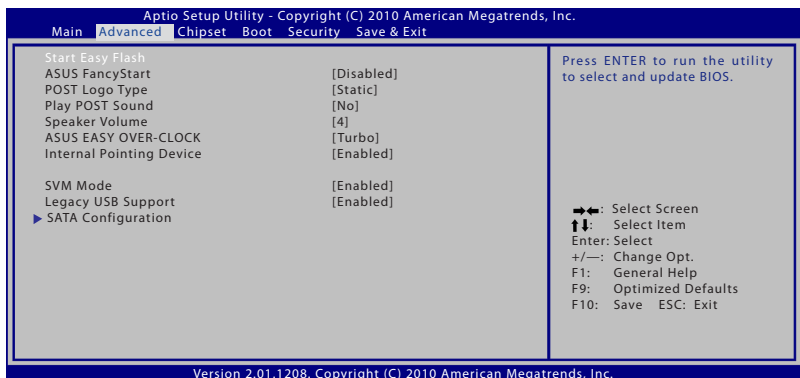 Aptio Setup Utility - Copyright (C) 2010 American Megatrends, Inc.
Main Advanced Chipset Boot Security Save & Exit
Start Easy Flash
ASUS FancyStart [Disabled]
POST Logo Type [Static]
Play POST Sound [No]
Speaker Volume [4]
ASUS EASY OVER-CLOCK [Turbo]
Internal Pointing Device [Enabled]
SVM Mode [Enabled]
Legacy USB Support [Enabled]
SATA Configuration
Press ENTER to run the utility
to select and update BIOS.
→←: Select Screen
↑↓: Select Item
Enter: Select
+/—: Change Opt.
F1: General Help
F9: Optimized Defaults
F10: Save ESC: Exit
Version 2.01.1208. Copyright (C) 2010 American Megatrends, Inc.